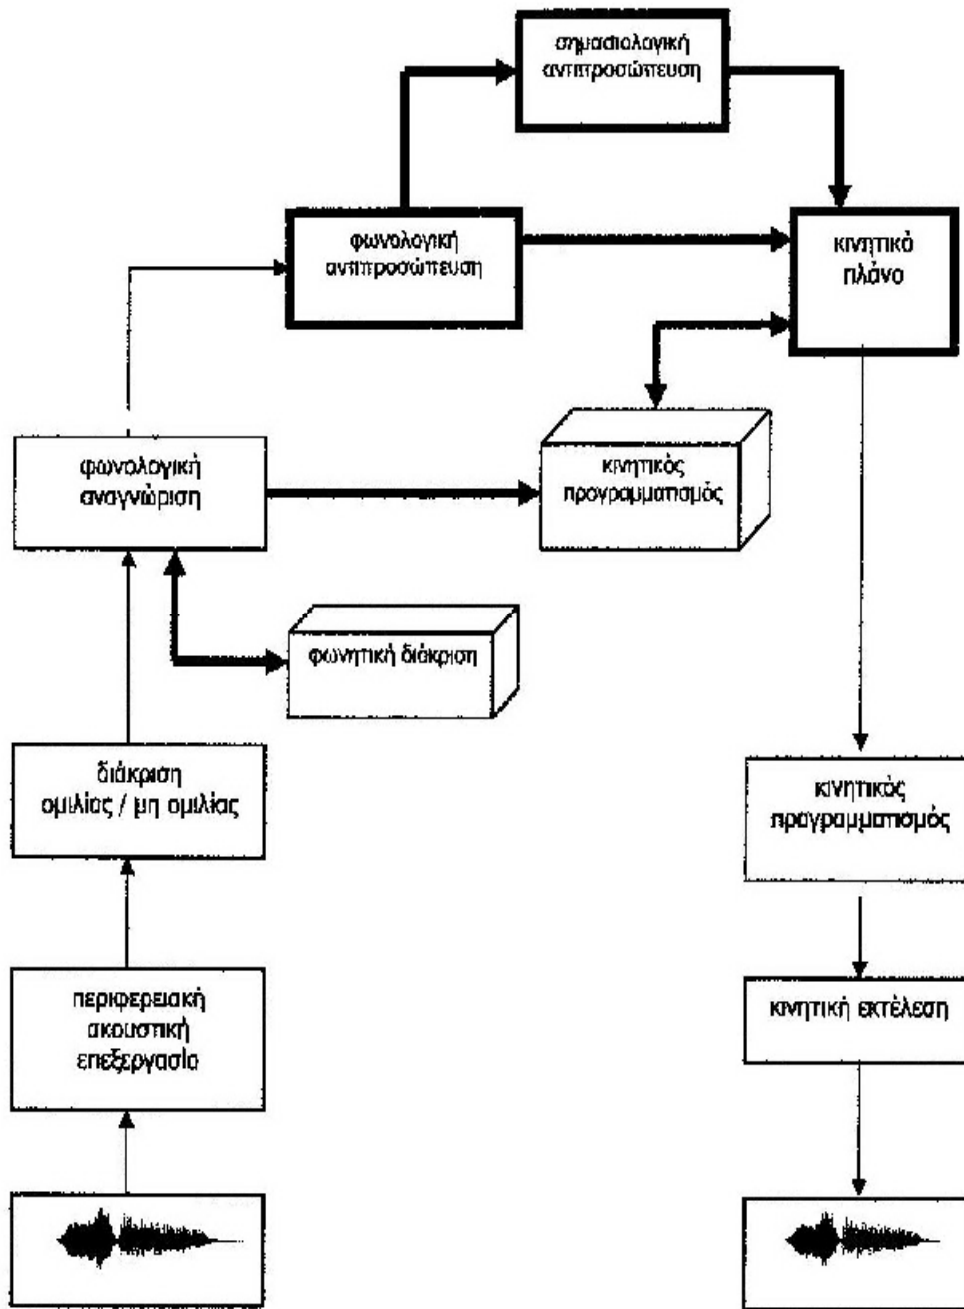 σημασιολογική
αντιπροσώπευση
φωνολογική
αντιπροσώπευση
κινητικό
πλάνο
φωνολογική
αναγνώριση
κινητικός
προγραμματισμός
φωνητική διάκριση
διάκριση
ομιλίας / μη ομιλίας
κινητικός
προγραμματισμός
περιφερειακή
ακουστική
επεξεργασία
κινητική εκτέλεση